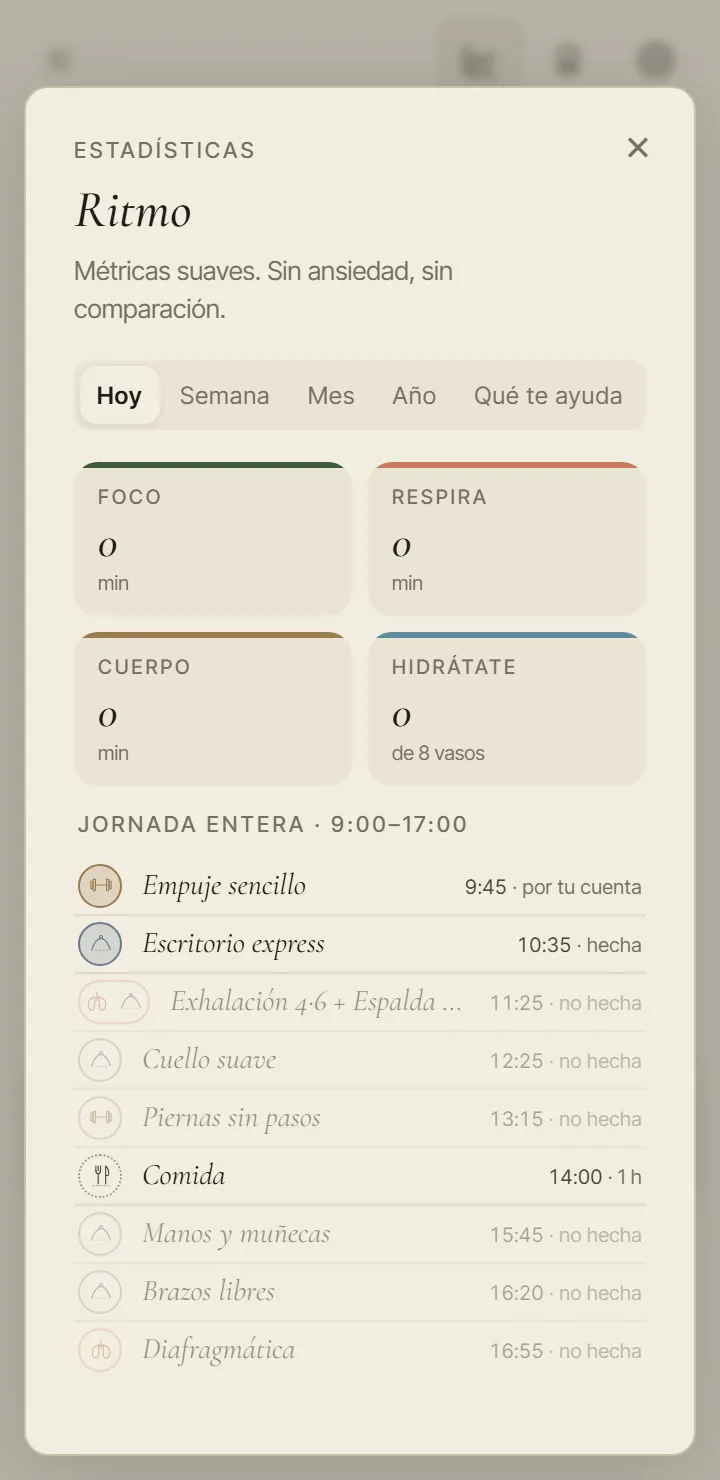 ESTADÍSTICAS
Ritmo
Métricas suaves. Sin ansiedad, sin
comparación.
Hoy Semana Mes Año Qué te ayuda
FOCO
0
min
RESPIRA
0
min
CUERPO
0
min
HIDRÁTATE
0
de 8 vasos
JORNADA ENTERA · 9:00–17:00
Empuje sencillo 9:45 · por tu cuenta
Escritorio express 10:35 · hecha
Exhalación 4·6 + Espalda ... 11:25 · no hecha
Cuello suave 12:25 · no hecha
Piernas sin pasos 13:15 · no hecha
Comida 14:00 · 1 h
Manos y muñecas 15:45 · no hecha
Brazos libres 16:20 · no hecha
Diafragmática 16:55 · no hecha